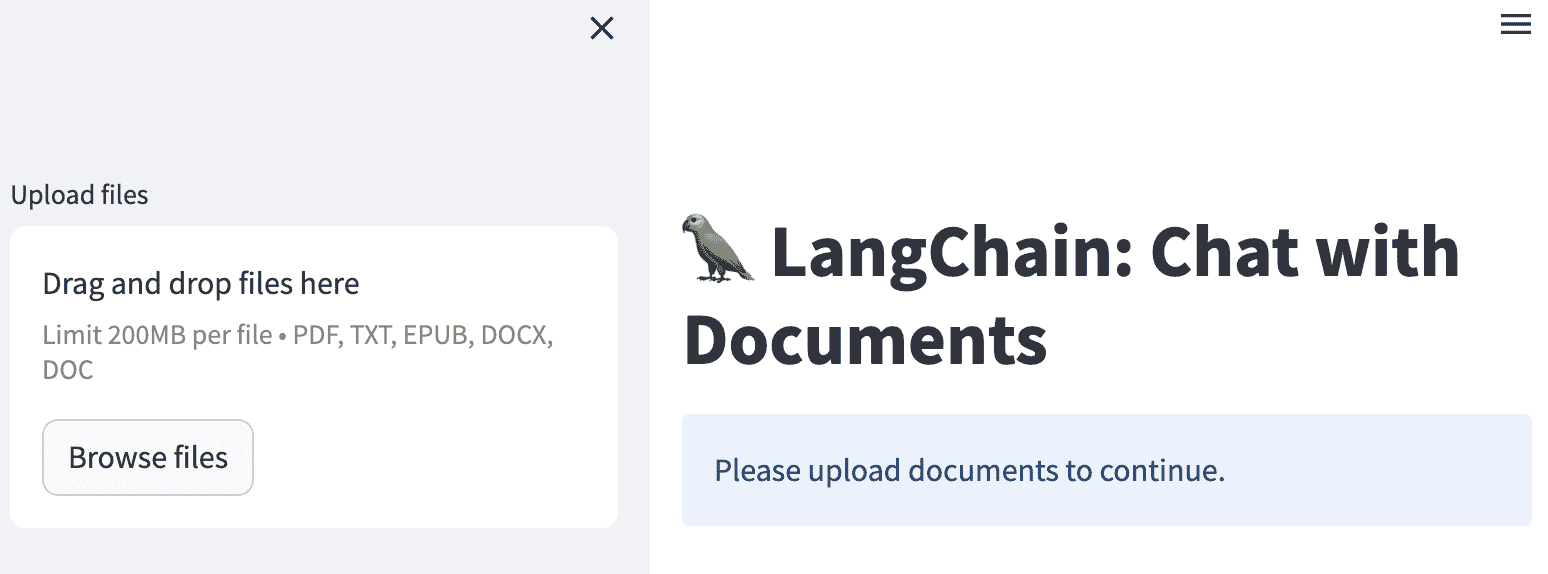 Upload files
Drag and drop files here
Limit 200MB per file • PDF, TXT, EPUB, DOCX,
DOC
Browse files
LangChain: Chat with
Documents
Please upload documents to continue.